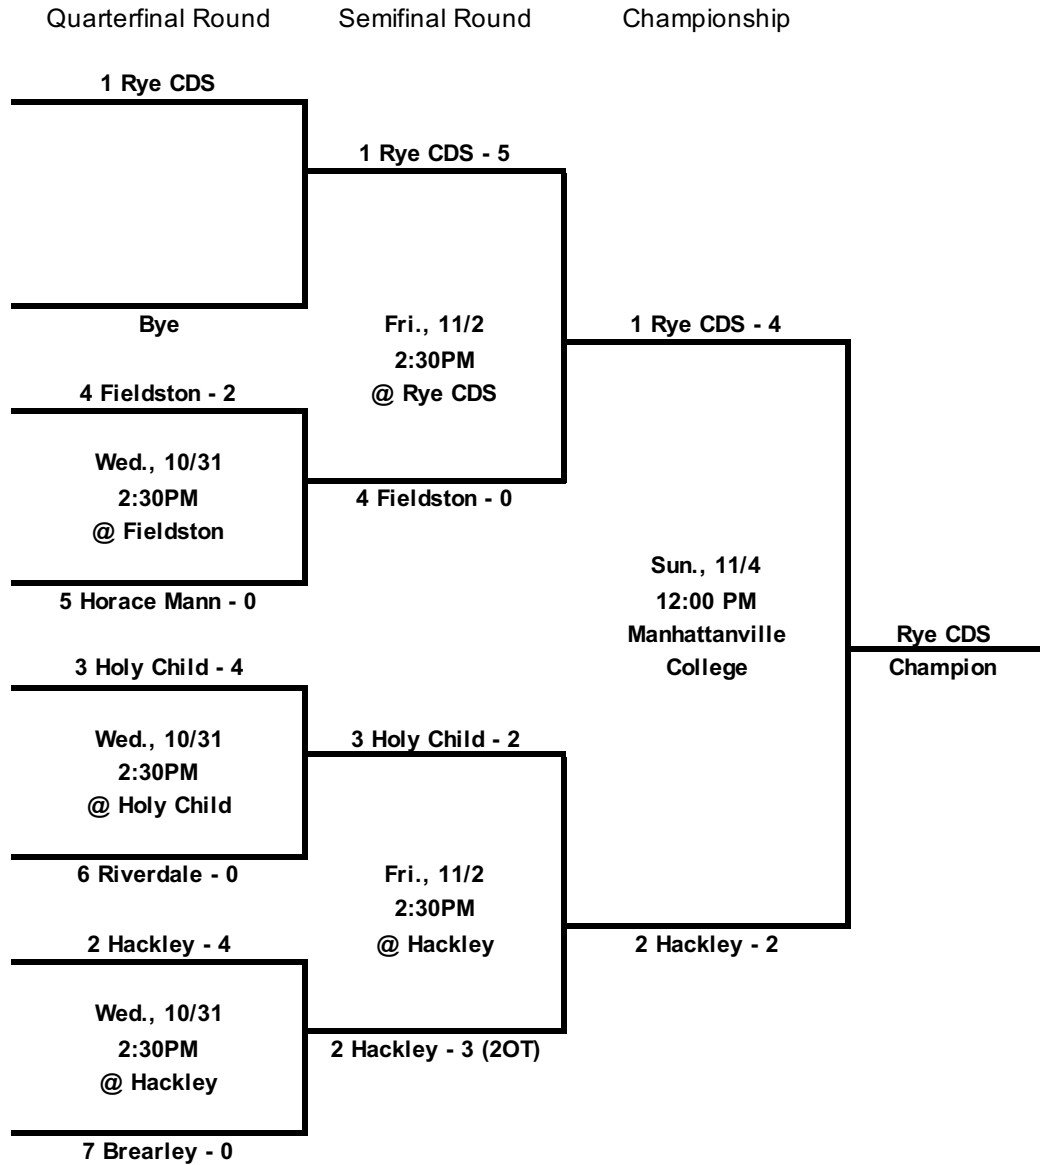 Quarterfinal Round
Semifinal Round
Championship
1 Rye CDS
Bye
4 Fieldston - 2
Wed., 10/31
2:30PM
@ Fieldston
5 Horace Mann - 0
3 Holy Child - 4
Wed., 10/31
2:30PM
@ Holy Child
6 Riverdale - 0
2 Hackley - 4
Wed., 10/31
2:30PM
@ Hackley
7 Brearley - 0
1 Rye CDS - 5
Fri., 11/2
2:30PM
@ Rye CDS
4 Fieldston - 0
3 Holy Child - 2
Fri., 11/2
2:30PM
@ Hackley
2 Hackley - 3 (2OT)
1 Rye CDS - 4
Sun., 11/4
12:00 PM
Manhattanville
College
2 Hackley - 2
Rye CDS
Champion